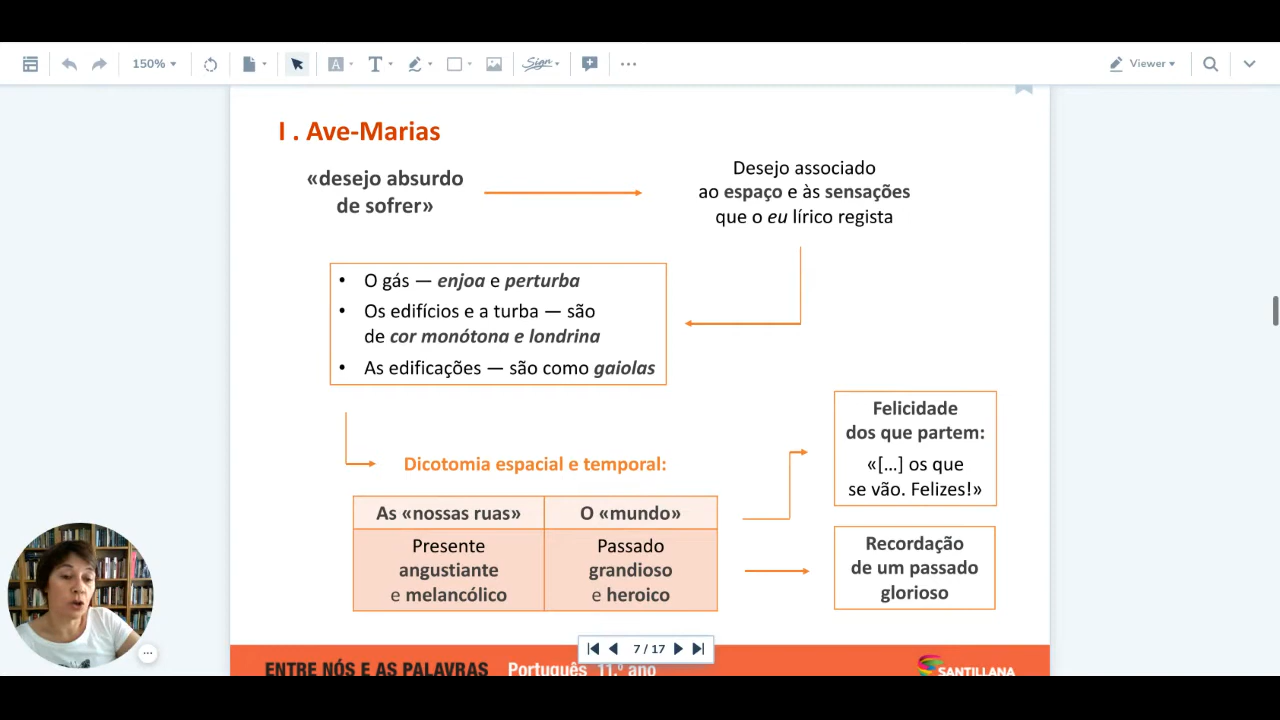 150%
A
T
Sign
Viewer
I . Ave-Marias
«desejo absurdo
de sofrer»
Desejo associado
ao espaço e às sensações
que o eu lírico regista
• O gás — enjoa e perturba
• Os edifícios e a turba — são
de cor monótona e londrina
• As edificações — são como gaiolas
Felicidade
dos que partem:
«[...] os que
se vão. Felizes!»
Dicotomia espacial e temporal:
As «nossas ruas»
O «mundo»
Presente
angustiante
e melancólico
Passado
grandioso
e heroico
Recordação
de um passado
glorioso
7 / 17
ENTRE NÓS E AS PALAVRAS Português 11.º ano
SANTILLANA